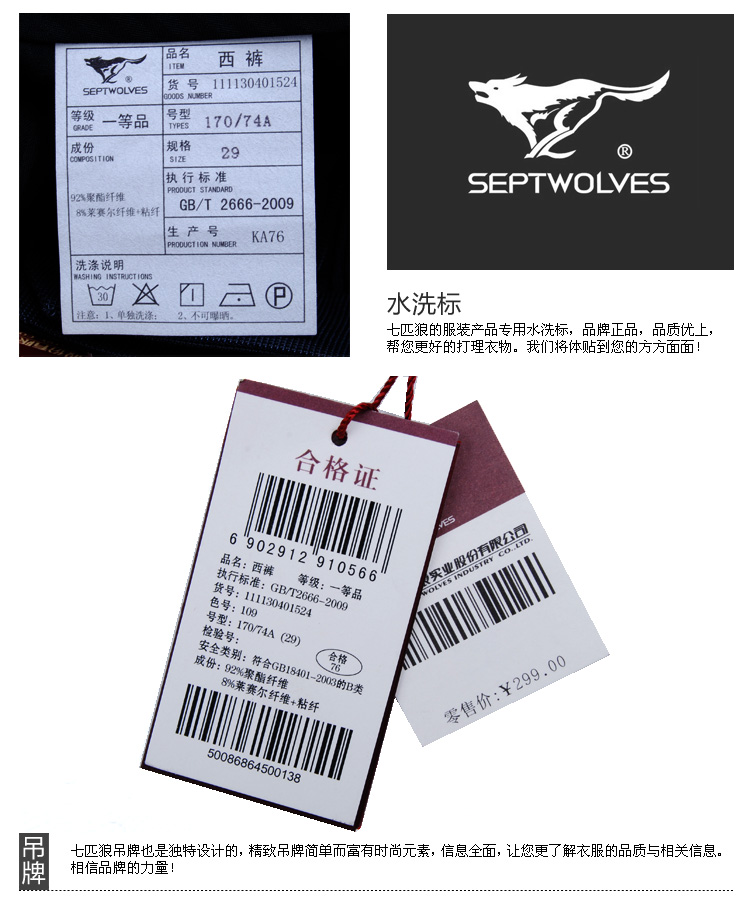 SEPTWOLVES ®
品名 西裤
ITEM
货号 111130401524
GOODS NUMBER
等级 一等品
GRADE
号型 170/74A
TYPES
成份
COMPOSITION
92%聚酯纤维
8%莱赛尔纤维+粘纤
规格 29
SIZE
执行标准
PRODUCT STANDARD
GB/T 2666-2009
生产号 KA76
PRODUCTION NUMBER
洗涤说明
WASHING INSTRUCTIONS
30
P
注意: 1、单独洗涤; 2、不可曝晒。
®
SEPTWOLVES
水洗标
七匹狼的服装产品专用水洗标，品牌正品，品质优上，
帮您更好的打理衣物。我们将体贴到您的方方面面！
合格证
6 902912 910566
品名: 西裤 等级: 一等品
执行标准: GB/T2666-2009
货号: 111130401524
色号: 109
号型: 170/74A (29)
检验号:
合格
76
安全类别: 符合GB18401-2003的B类
成份: 92%聚酯纤维
8%莱赛尔纤维+粘纤
50086864500138
VES
实业股份有限公司
WOLVES INDUSTRY CO.,LTD.
零售价:￥299.00
吊牌
七匹狼吊牌也是独特设计的，精致吊牌简单而富有时尚元素，信息全面，让您更了解衣服的品质与相关信息。
相信品牌的力量！